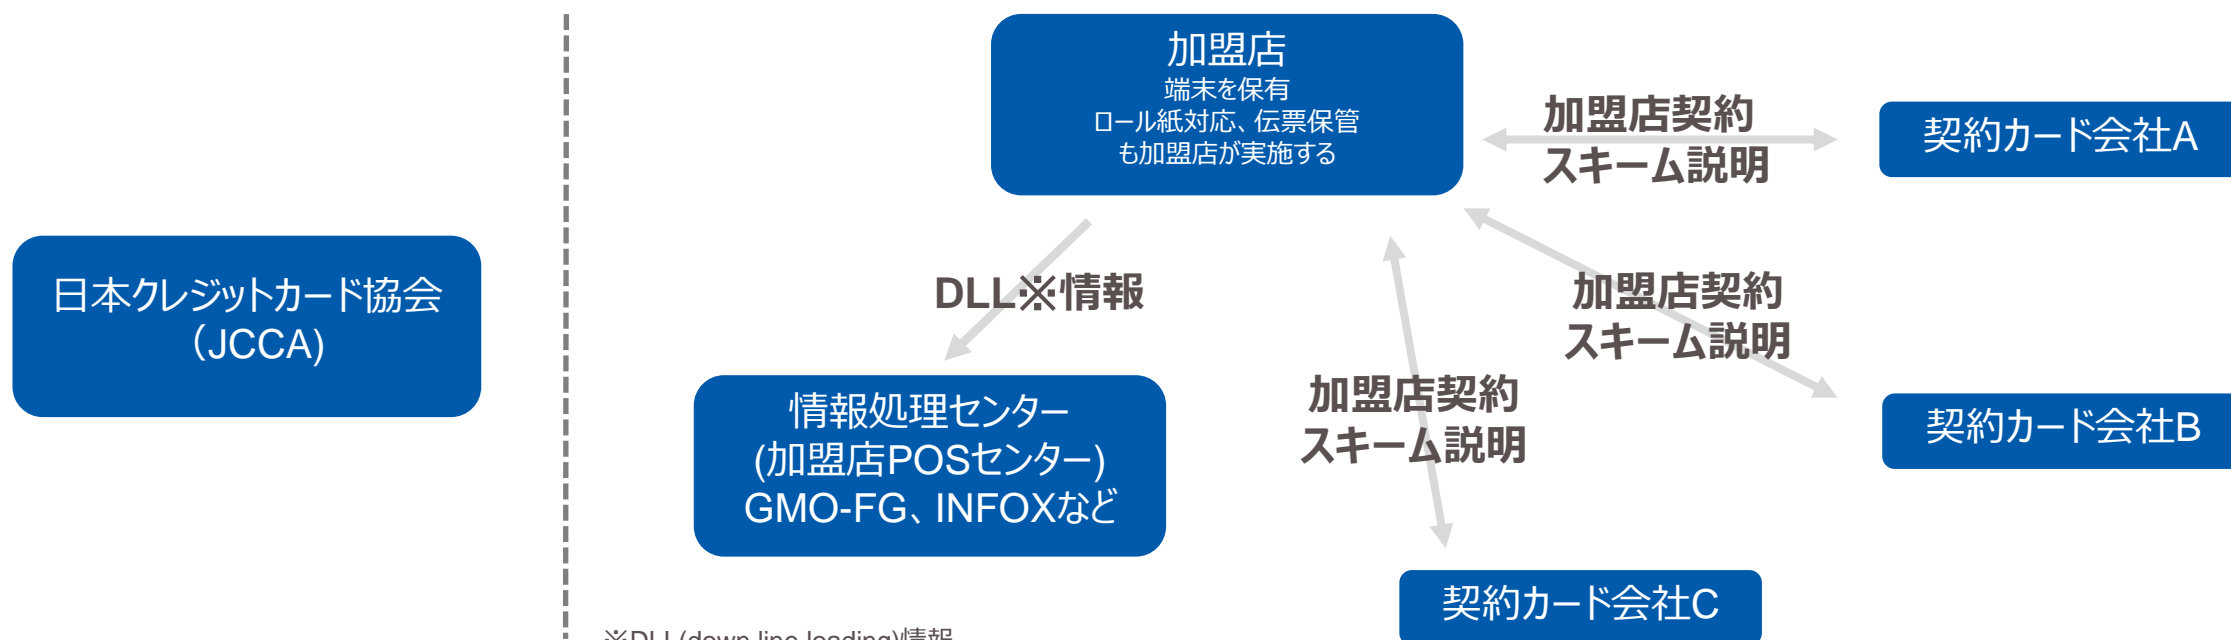 加盟店
端末を保有
ロール紙対応、伝票保管
も加盟店が実施する
加盟店契約
スキーム説明
契約カード会社A
日本クレジットカード協会
（JCCA)
DLL※情報
加盟店契約
スキーム説明
加盟店契約
スキーム説明
情報処理センター
(加盟店POSセンター)
GMO-FG、INFOXなど
契約カード会社B
契約カード会社C
※DLL(down line loading)情報